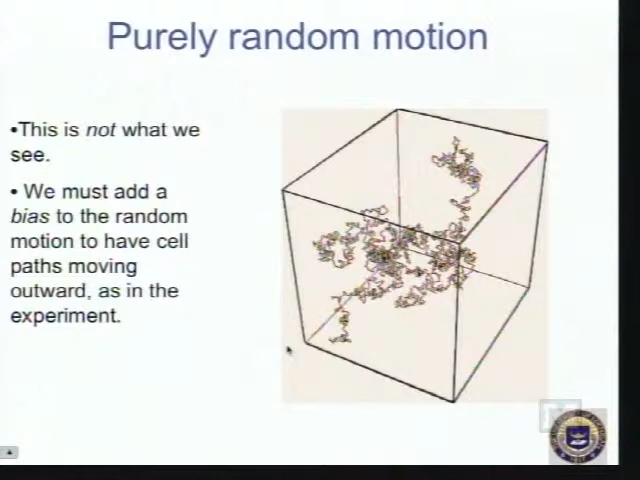 Purely random motion
•This is not what we
see.
• We must add a
bias to the random
motion to have cell
paths moving
outward, as in the
experiment.